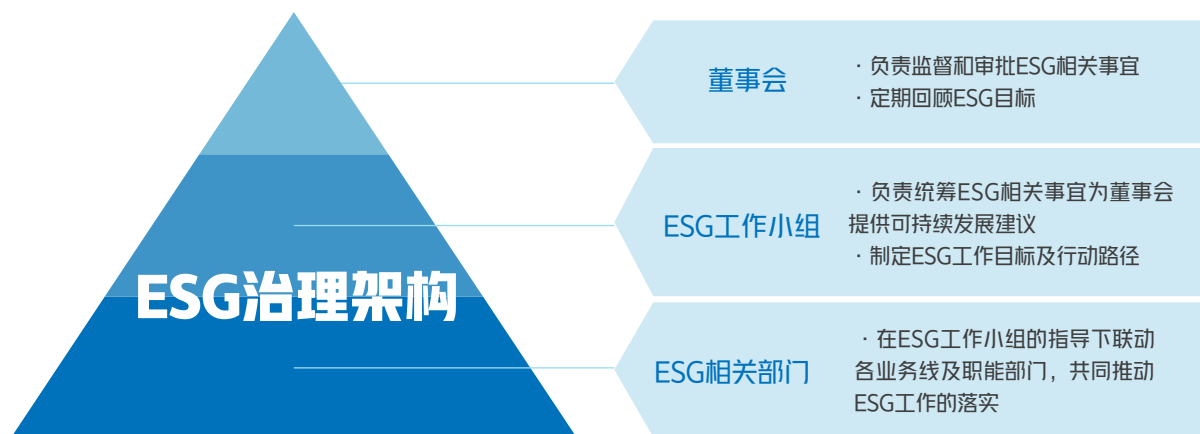 ESG治理架构
董事会
· 负责监督和审批ESG相关事宜
· 定期回顾ESG目标
ESG工作小组
· 负责统筹ESG相关事宜为董事会
提供可持续发展建议
· 制定ESG工作目标及行动路径
ESG相关部门
· 在ESG工作小组的指导下联动
各业务线及职能部门，共同推动
ESG工作的落实